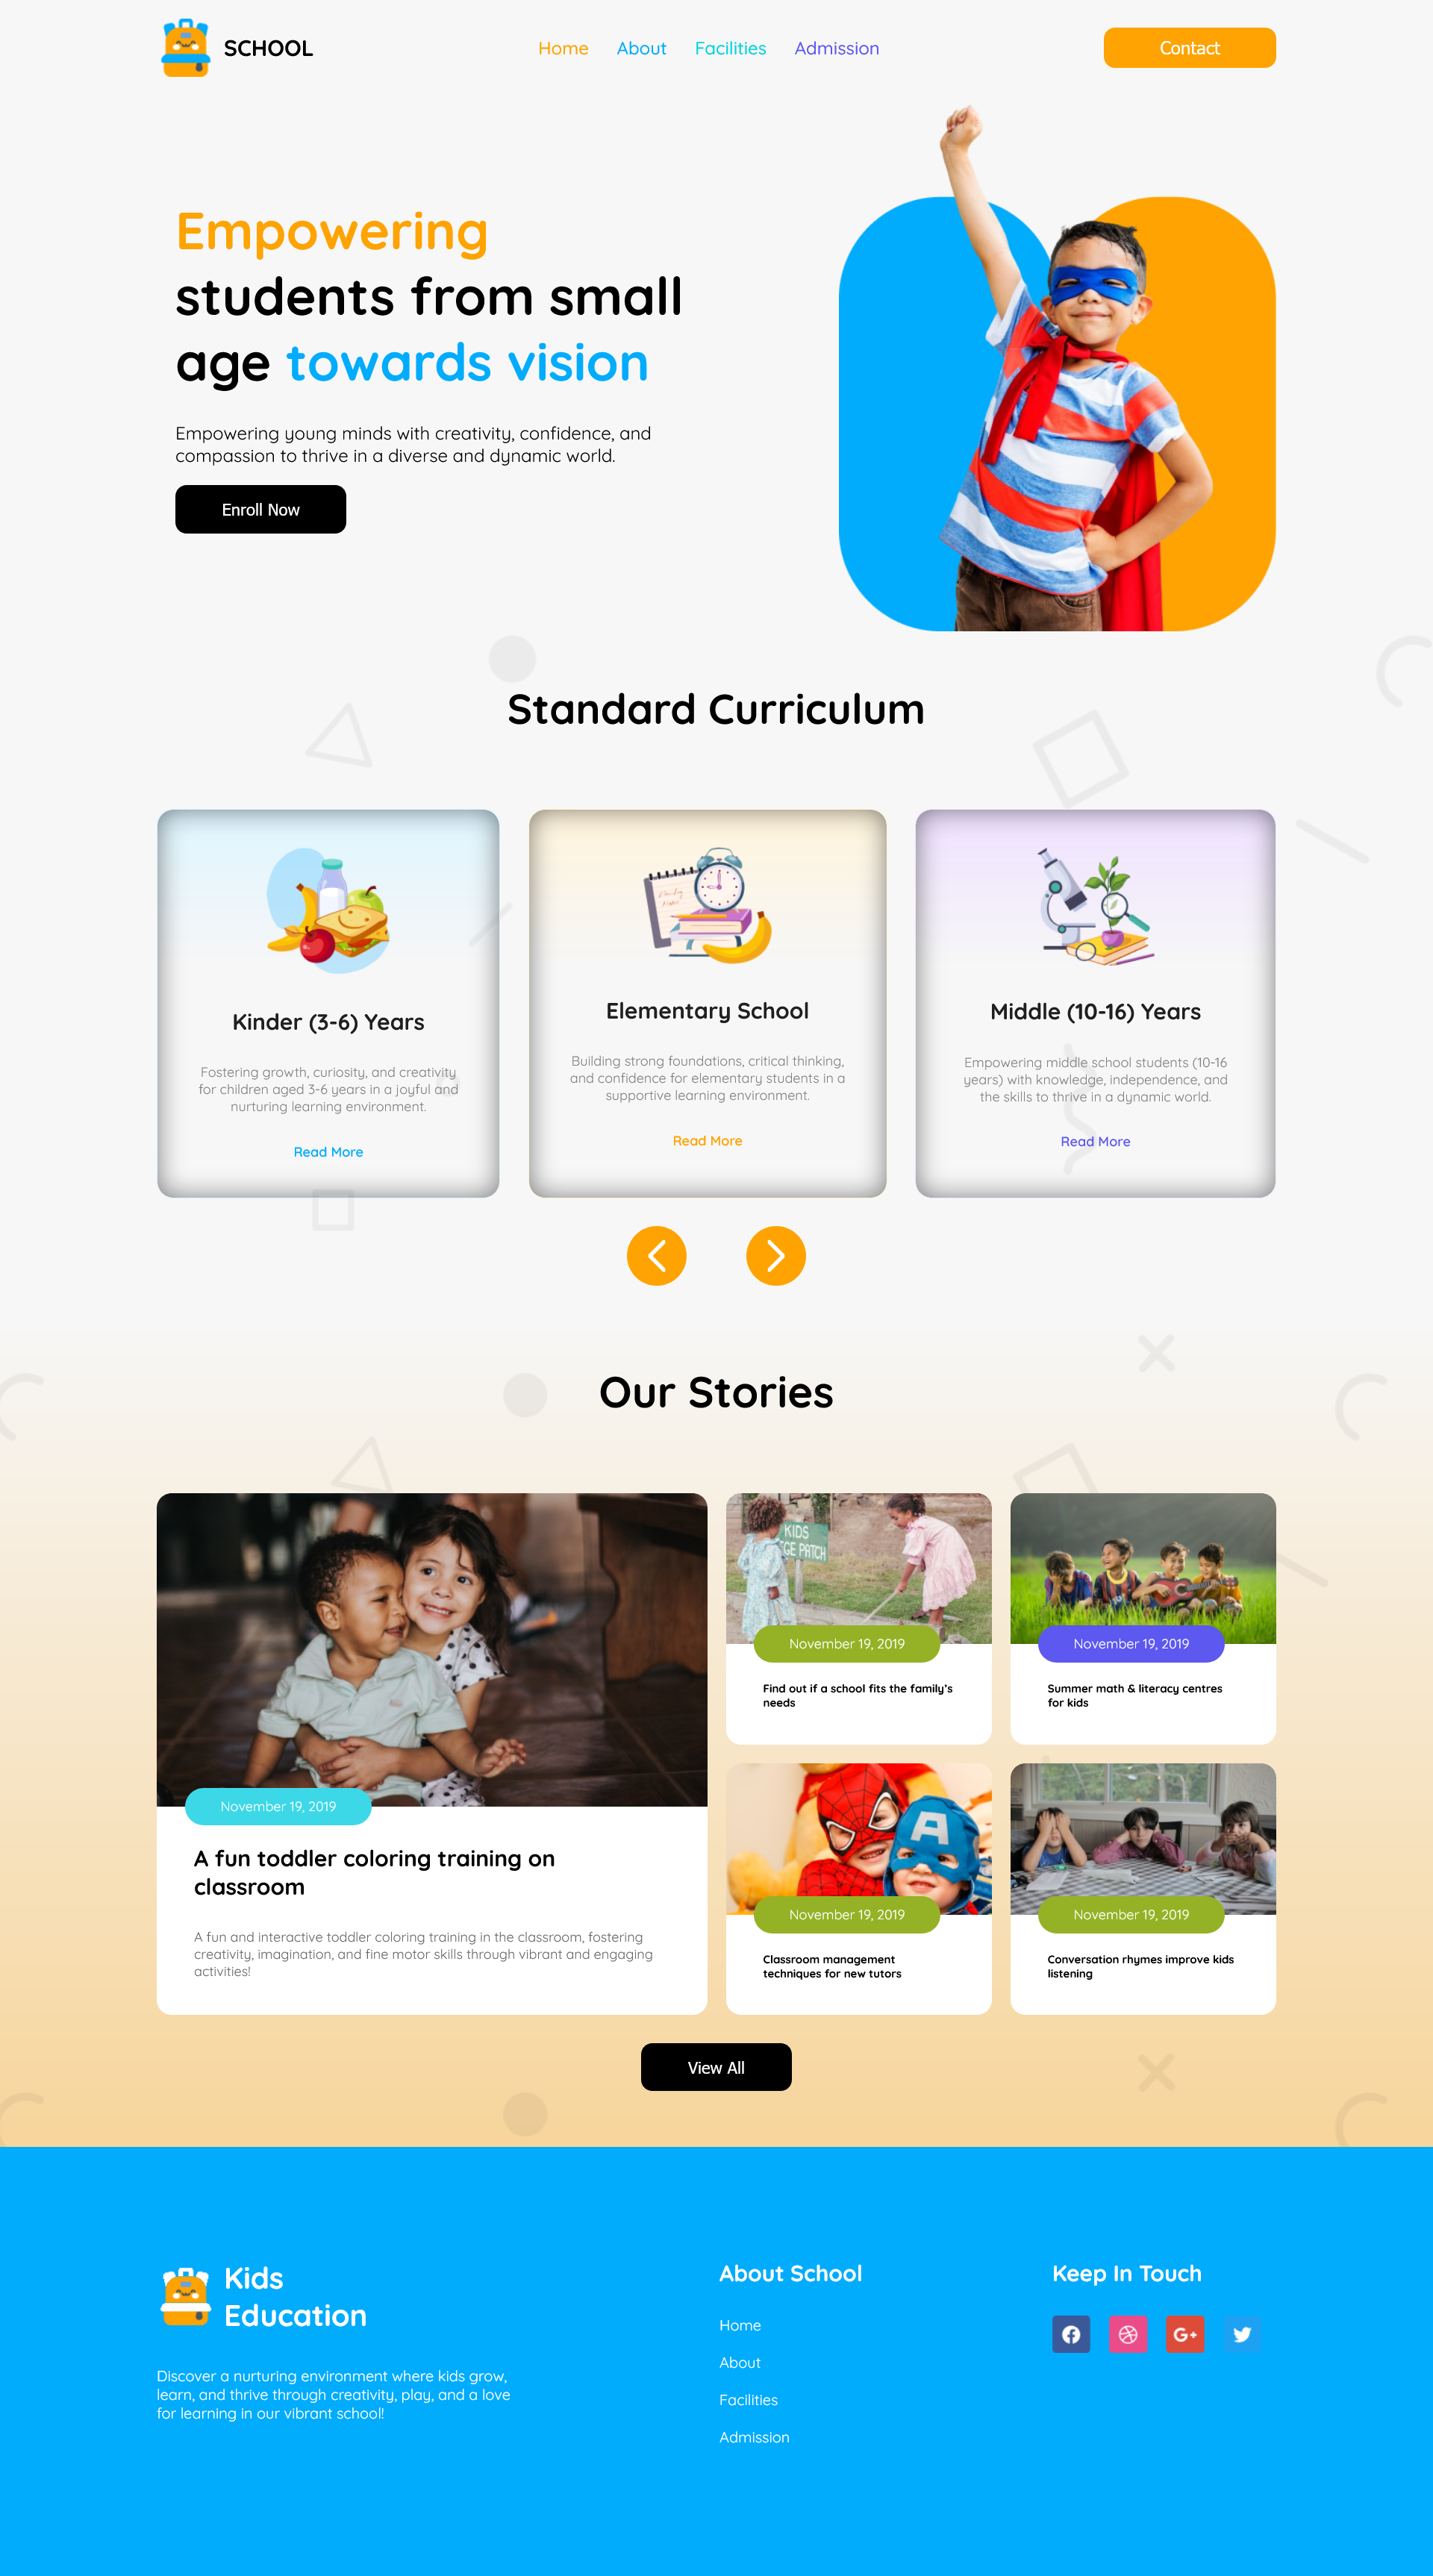 SCHOOL
Home
About
Facilities
Admission
Contact
Empowering
students from small
age towards vision
Empowering young minds with creativity, confidence, and
compassion to thrive in a diverse and dynamic world.
Enroll Now
Standard Curriculum
Kinder (3-6) Years
Fostering growth, curiosity, and creativity
for children aged 3-6 years in a joyful and
nurturing learning environment.
Read More
Elementary School
Building strong foundations, critical thinking,
and confidence for elementary students in a
supportive learning environment.
Read More
Middle (10-16) Years
Empowering middle school students (10-16
years) with knowledge, independence, and
the skills to thrive in a dynamic world.
Read More
Our Stories
November 19, 2019
A fun toddler coloring training on
classroom
A fun and interactive toddler coloring training in the classroom, fostering
creativity, imagination, and fine motor skills through vibrant and engaging
activities!
KIDS
GE PATCH
November 19, 2019
Find out if a school fits the family's
needs
November 19, 2019
Summer math & literacy centres
for kids
A
November 19, 2019
Classroom management
techniques for new tutors
November 19, 2019
Conversation rhymes improve kids
listening
View All
Kids
Education
Discover a nurturing environment where kids grow,
learn, and thrive through creativity, play, and a love
for learning in our vibrant school!
About School
Home
About
Facilities
Admission
Keep In Touch